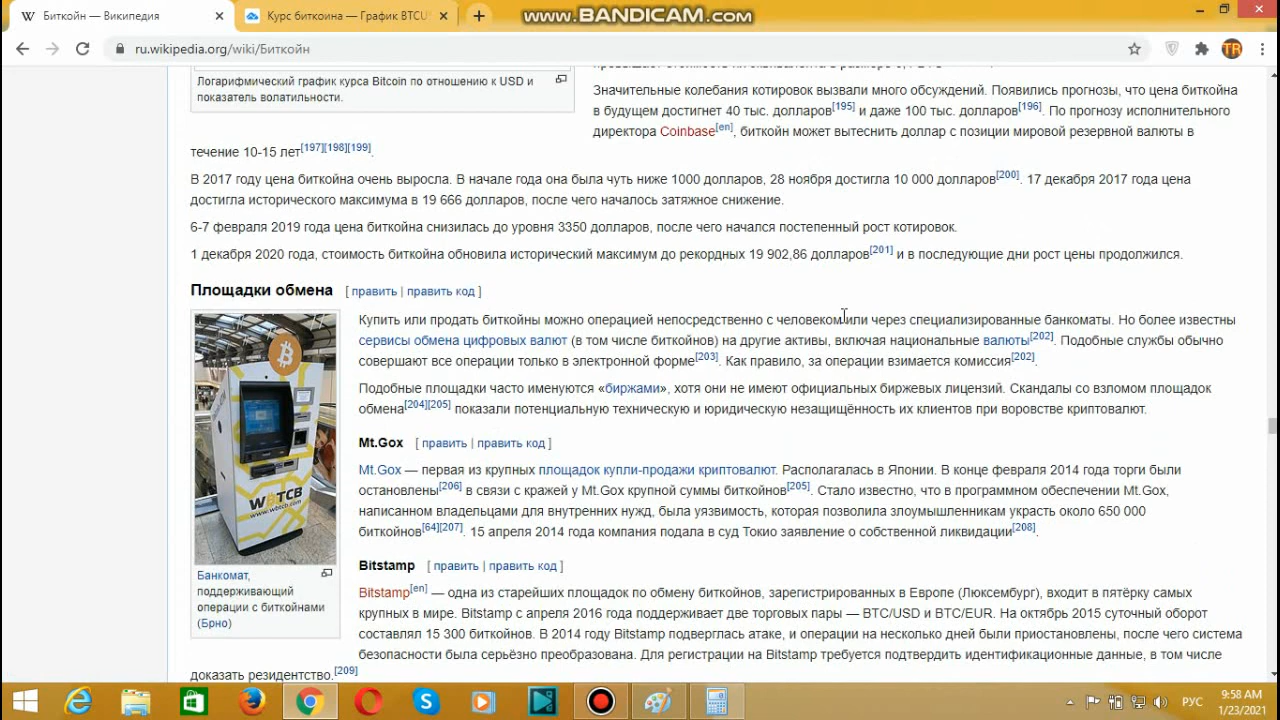 Биткойн — Википедия
Курс биткоина — График BTCU
www.BANDICAM.com
ru.wikipedia.org/wiki/Биткойн
TR
Логарифмический график курса Bitcoin по отношению к USD и
показатель волатильности.
Значительные колебания котировок вызвали много обсуждений. Появились прогнозы, что цена биткойна
в будущем достигнет 40 тыс. долларов[195] и даже 100 тыс. долларов[196]. По прогнозу исполнительного
директора Coinbase[en], биткойн может вытеснить доллар с позиции мировой резервной валюты в
течение 10-15 лет[197][198][199].
В 2017 году цена биткойна очень выросла. В начале года она была чуть ниже 1000 долларов, 28 ноября достигла 10 000 долларов[200]. 17 декабря 2017 года цена
достигла исторического максимума в 19 666 долларов, после чего началось затяжное снижение.
6-7 февраля 2019 года цена биткойна снизилась до уровня 3350 долларов, после чего начался постепенный рост котировок.
1 декабря 2020 года, стоимость биткойна обновила исторический максимум до рекордных 19 902,86 долларов[201] и в последующие дни рост цены продолжился.
Площадки обмена [ править | править код ]
Купить или продать биткойны можно операцией непосредственно с человеком или через специализированные банкоматы. Но более известны
сервисы обмена цифровых валют (в том числе биткойнов) на другие активы, включая национальные валюты[202]. Подобные службы обычно
совершают все операции только в электронной форме[203]. Как правило, за операции взимается комиссия[202].
Подобные площадки часто именуются «биржами», хотя они не имеют официальных биржевых лицензий. Скандалы со взломом площадок
обмена[204][205] показали потенциальную техническую и юридическую незащищённость их клиентов при воровстве криптовалют.
Mt.Gox [ править | править код ]
Mt.Gox — первая из крупных площадок купли-продажи криптовалют. Располагалась в Японии. В конце февраля 2014 года торги были
остановлены[206] в связи с кражей у Mt.Gox крупной суммы биткойнов[205]. Стало известно, что в программном обеспечении Mt.Gox,
написанном владельцами для внутренних нужд, была уязвимость, которая позволила злоумышленникам украсть около 650 000
биткойнов[64][207]. 15 апреля 2014 года компания подала в суд Токио заявление о собственной ликвидации[208].
WBTCB
www.wbtcb.com
Банкомат,
поддерживающий
операции с биткойнами
(Брно)
Bitstamp [ править | править код ]
Bitstamp[en] — одна из старейших площадок по обмену биткойнов, зарегистрированных в Европе (Люксембург), входит в пятёрку самых
крупных в мире. Bitstamp с апреля 2016 года поддерживает две торговых пары — BTC/USD и BTC/EUR. На октябрь 2015 суточный оборот
составлял 15 300 биткойнов. В 2014 году Bitstamp подверглась атаке, и операции на несколько дней были приостановлены, после чего система
безопасности была серьёзно преобразована. Для регистрации на Bitstamp требуется подтвердить идентификационные данные, в том числе
доказать резидентство.[209]
РУС
9:58 AM
1/23/2021